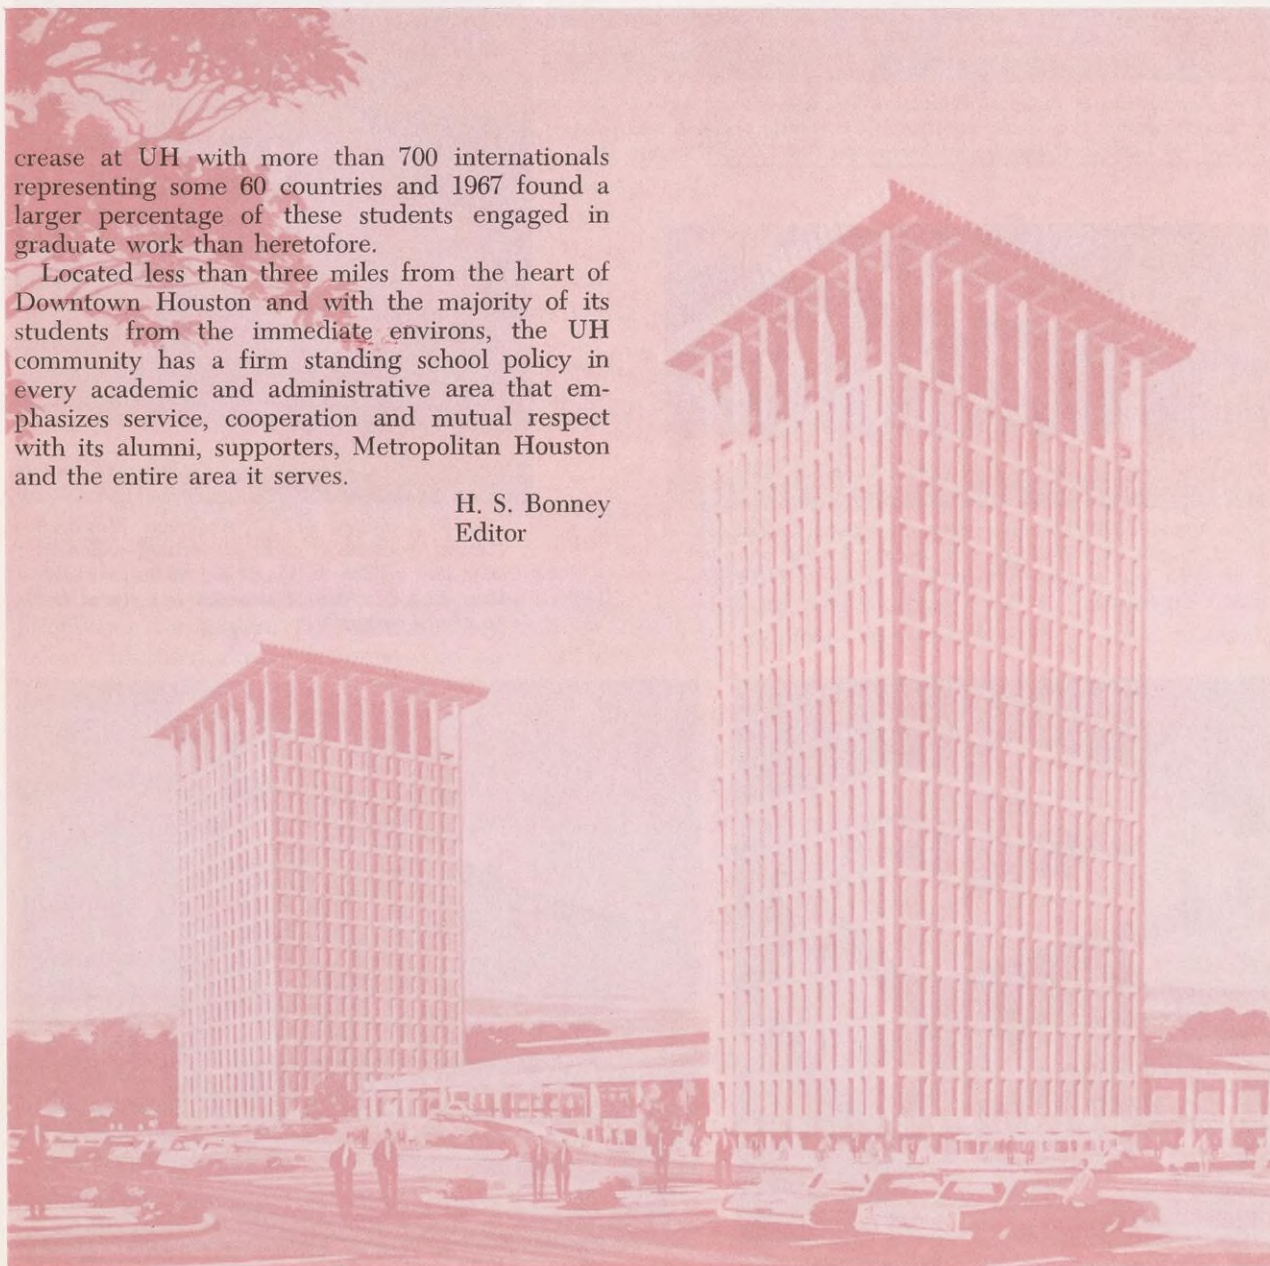 crease at UH with more than 700 internationals
representing some 60 countries and 1967 found a
larger percentage of these students engaged in
graduate work than heretofore.
Located less than three miles from the heart of
Downtown Houston and with the majority of its
students from the immediate environs, the UH
community has a firm standing school policy in
every academic and administrative area that em-
phasizes service, cooperation and mutual respect
with its alumni, supporters, Metropolitan Houston
and the entire area it serves.
H. S. Bonney
Editor